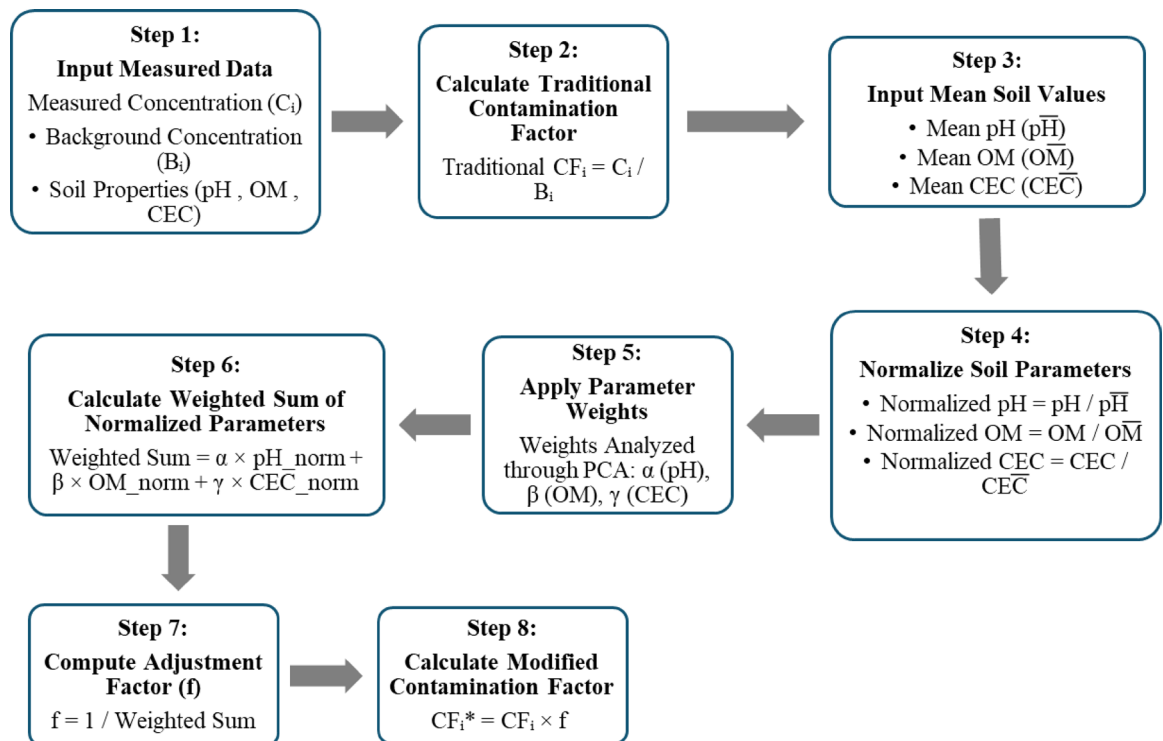 Step 1:
Input Measured Data
Measured Concentration (Cᵢ)
• Background Concentration
(Bᵢ)
• Soil Properties (pH , OM ,
CEC)
Step 2:
Calculate Traditional
Contamination
Factor
Traditional CFᵢ = Cᵢ /
Bᵢ
Step 3:
Input Mean Soil Values
• Mean pH (pH̅)
• Mean OM (OM̅)
• Mean CEC (CEC̅)
Step 4:
Normalize Soil Parameters
• Normalized pH = pH / pH̅
• Normalized OM = OM / OM̅
• Normalized CEC = CEC /
CEC̅
Step 5:
Apply Parameter
Weights
Weights Analyzed
through PCA: α (pH),
β (OM), γ (CEC)
Step 6:
Calculate Weighted Sum of
Normalized Parameters
Weighted Sum = α × pH_norm +
β × OM_norm + γ × CEC_norm
Step 7:
Compute Adjustment
Factor (f)
f = 1 / Weighted Sum
Step 8:
Calculate Modified
Contamination Factor
CFᵢ* = CFᵢ × f